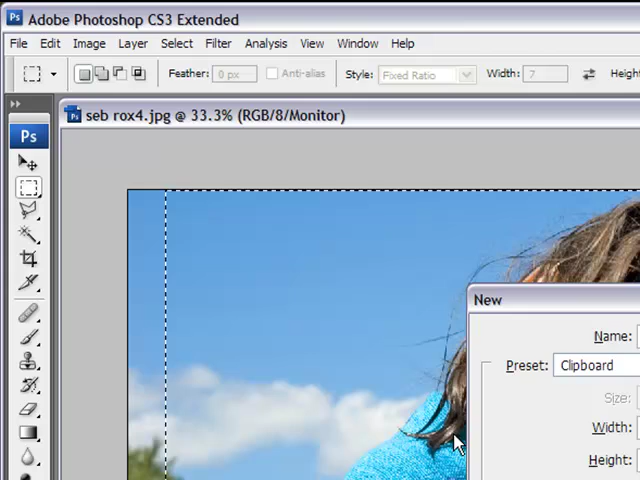 Ps Adobe Photoshop CS3 Extended
File Edit Image Layer Select Filter Analysis View Window Help
Feather: 0 px Anti-alias Style: Fixed Ratio Width: 7
Ps seb rox4.jpg @ 33.3% (RGB/8/Monitor)
Ps
New
Name:
Preset: Clipboard
Size:
Width:
Height: